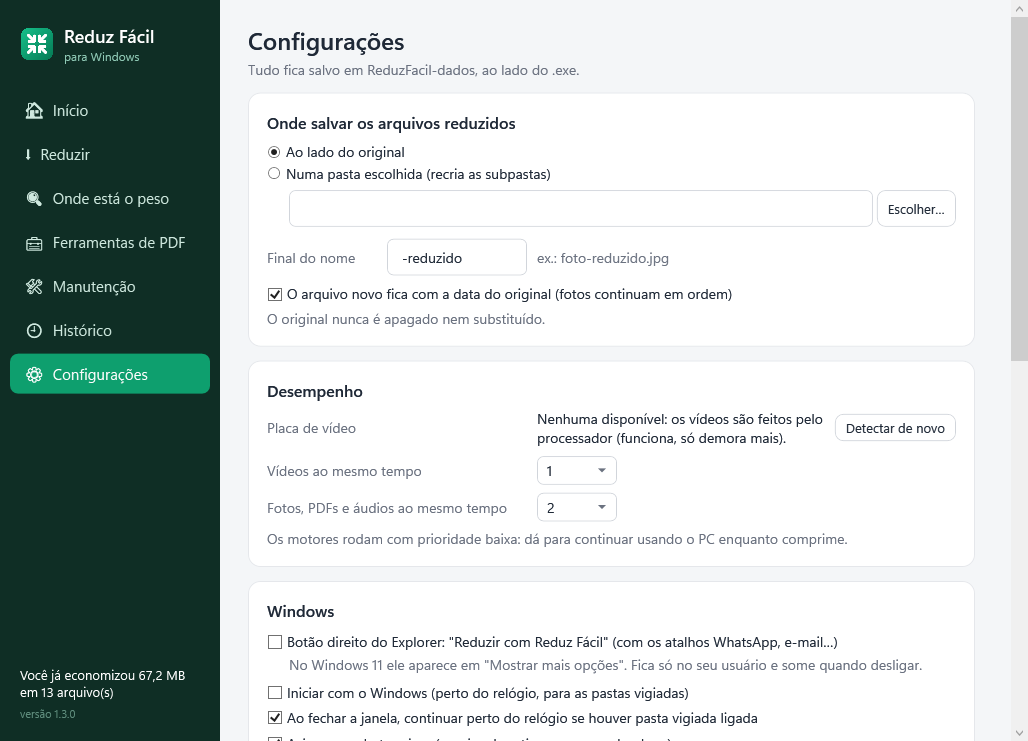 Reduz Fácil
para Windows
Início
Reduzir
Onde está o peso
Ferramentas de PDF
Manutenção
Histórico
Configurações
Você já economizou 67,2 MB
em 13 arquivo(s)
versão 1.3.0
Configurações
Tudo fica salvo em ReduzFacil-dados, ao lado do .exe.
Onde salvar os arquivos reduzidos
Ao lado do original
Numa pasta escolhida (recria as subpastas)
Escolher...
Final do nome -reduzido ex.: foto-reduzido.jpg
O arquivo novo fica com a data do original (fotos continuam em ordem)
O original nunca é apagado nem substituído.
Desempenho
Placa de vídeo
Nenhuma disponível: os vídeos são feitos pelo
processador (funciona, só demora mais).
Detectar de novo
Vídeos ao mesmo tempo 1
Fotos, PDFs e áudios ao mesmo tempo 2
Os motores rodam com prioridade baixa: dá para continuar usando o PC enquanto comprime.
Windows
Botão direito do Explorer: "Reduzir com Reduz Fácil" (com os atalhos WhatsApp, e-mail...)
No Windows 11 ele aparece em "Mostrar mais opções". Fica só no seu usuário e some quando desligar.
Iniciar com o Windows (perto do relógio, para as pastas vigiadas)
Ao fechar a janela, continuar perto do relógio se houver pasta vigiada ligada